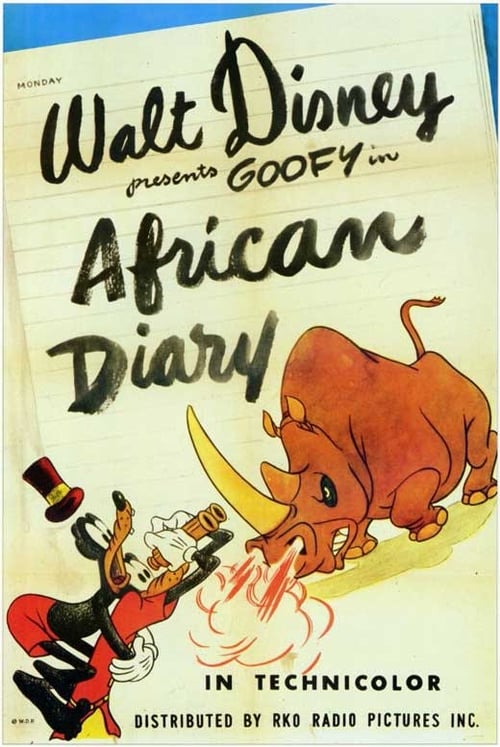 MONDAY
Walt Disney
presents GOOFY in
African
Diary
IN TECHNICOLOR
© W.D.P.
DISTRIBUTED BY RKO RADIO PICTURES INC.